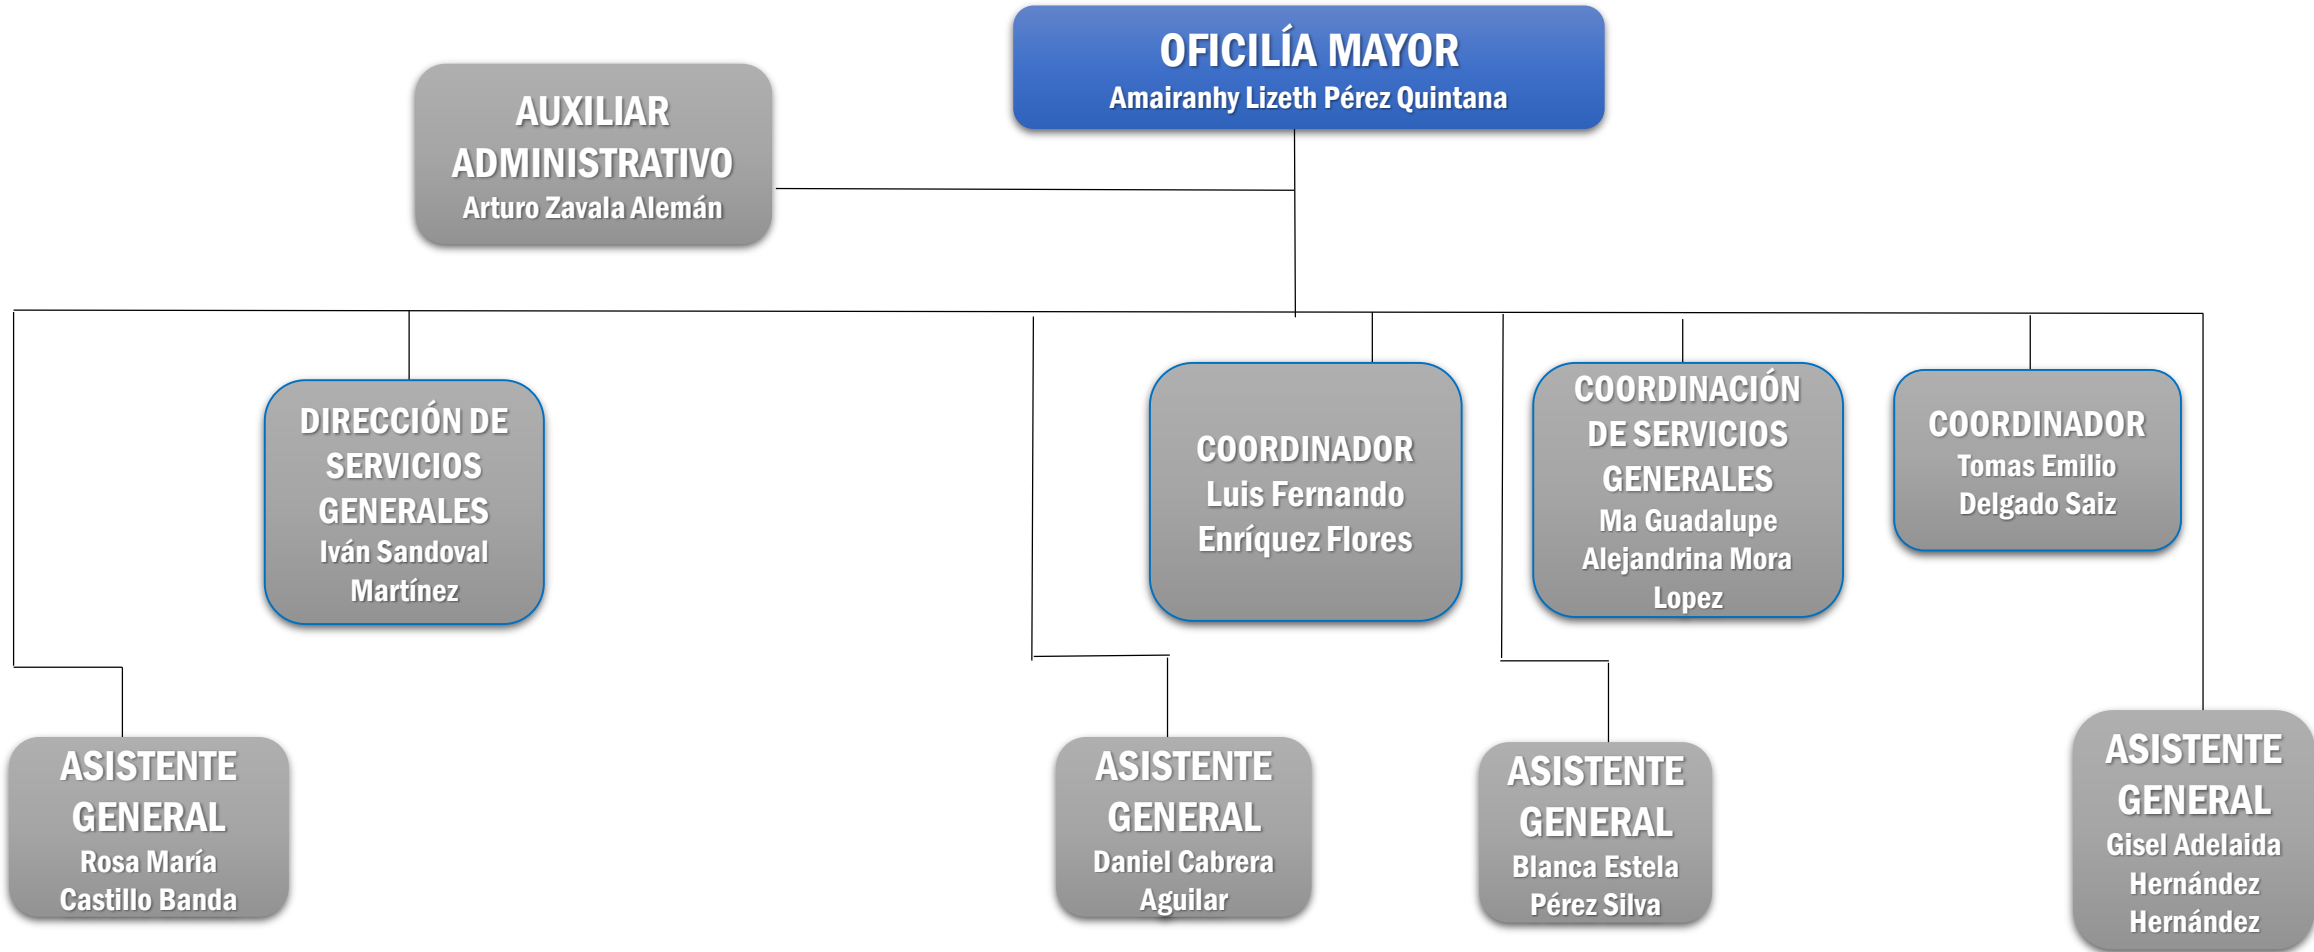 OFICILÍA MAYOR
Amairanhy Lizeth Pérez Quintana
AUXILIAR
ADMINISTRATIVO
Arturo Zavala Alemán
DIRECCIÓN DE
SERVICIOS
GENERALES
Iván Sandoval
Martínez
COORDINADOR
Luis Fernando
Enríquez Flores
COORDINACIÓN
DE SERVICIOS
GENERALES
Ma Guadalupe
Alejandrina Mora
Lopez
COORDINADOR
Tomas Emilio
Delgado Saiz
ASISTENTE
GENERAL
Rosa María
Castillo Banda
ASISTENTE
GENERAL
Daniel Cabrera
Aguilar
ASISTENTE
GENERAL
Blanca Estela
Pérez Silva
ASISTENTE
GENERAL
Gisel Adelaida
Hernández
Hernández